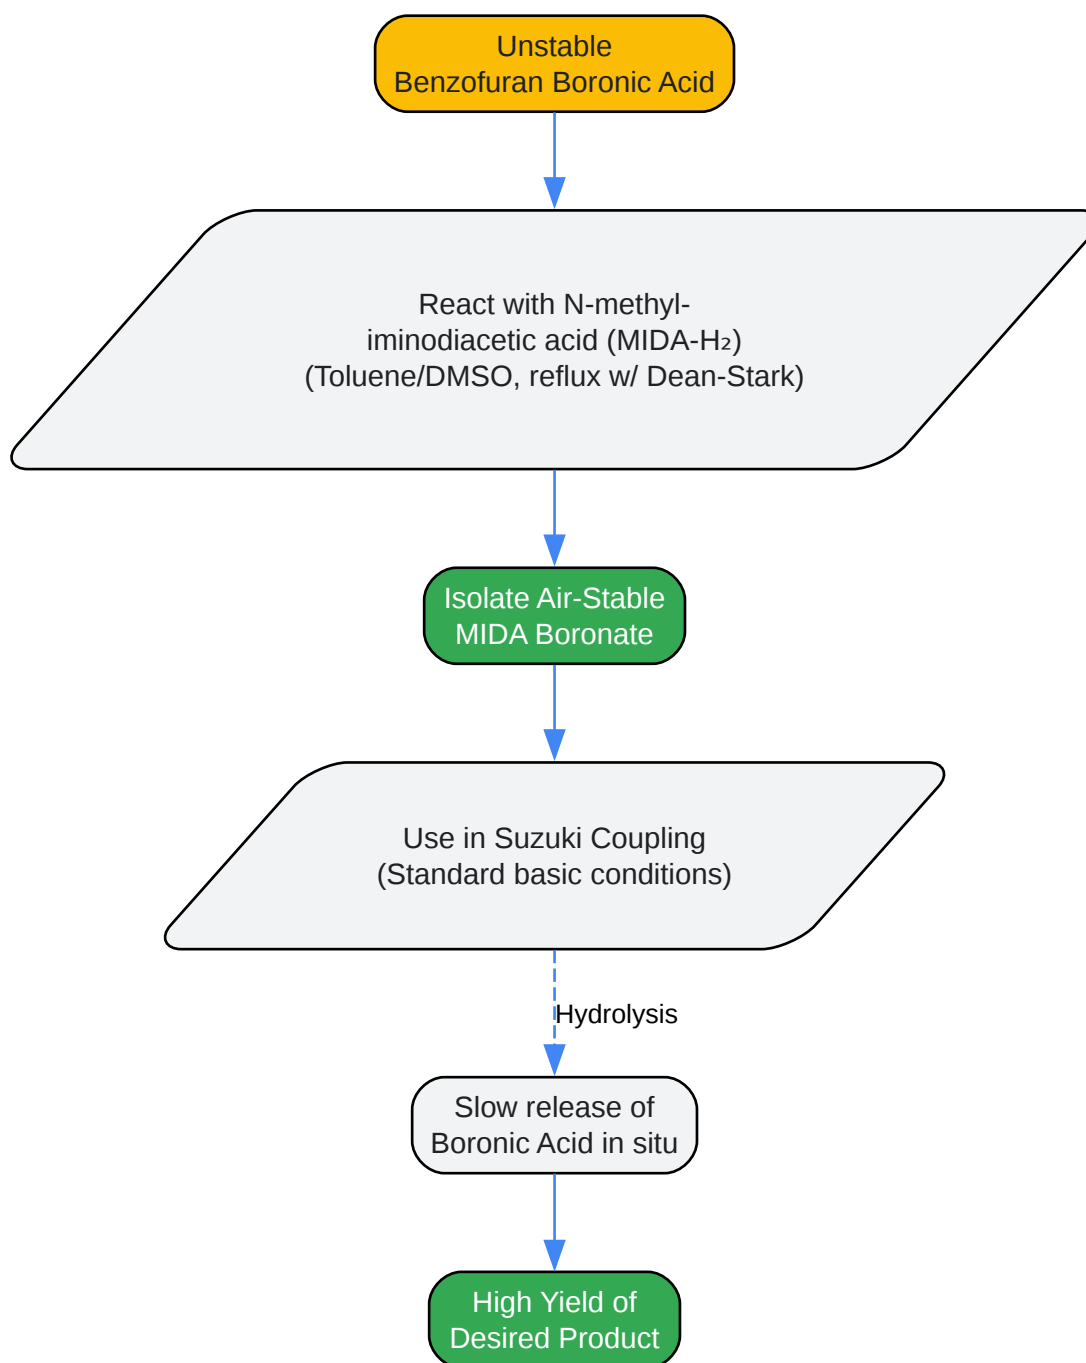 Unstable
Benzofuran Boronic Acid
React with N-methyl-
iminodiacetic acid (MIDA-H₂)
(Toluene/DMSO, reflux w/ Dean-Stark)
Isolate Air-Stable
MIDA Boronate
Use in Suzuki Coupling
(Standard basic conditions)
Hydrolysis
Slow release of
Boronic Acid in situ
High Yield of
Desired Product